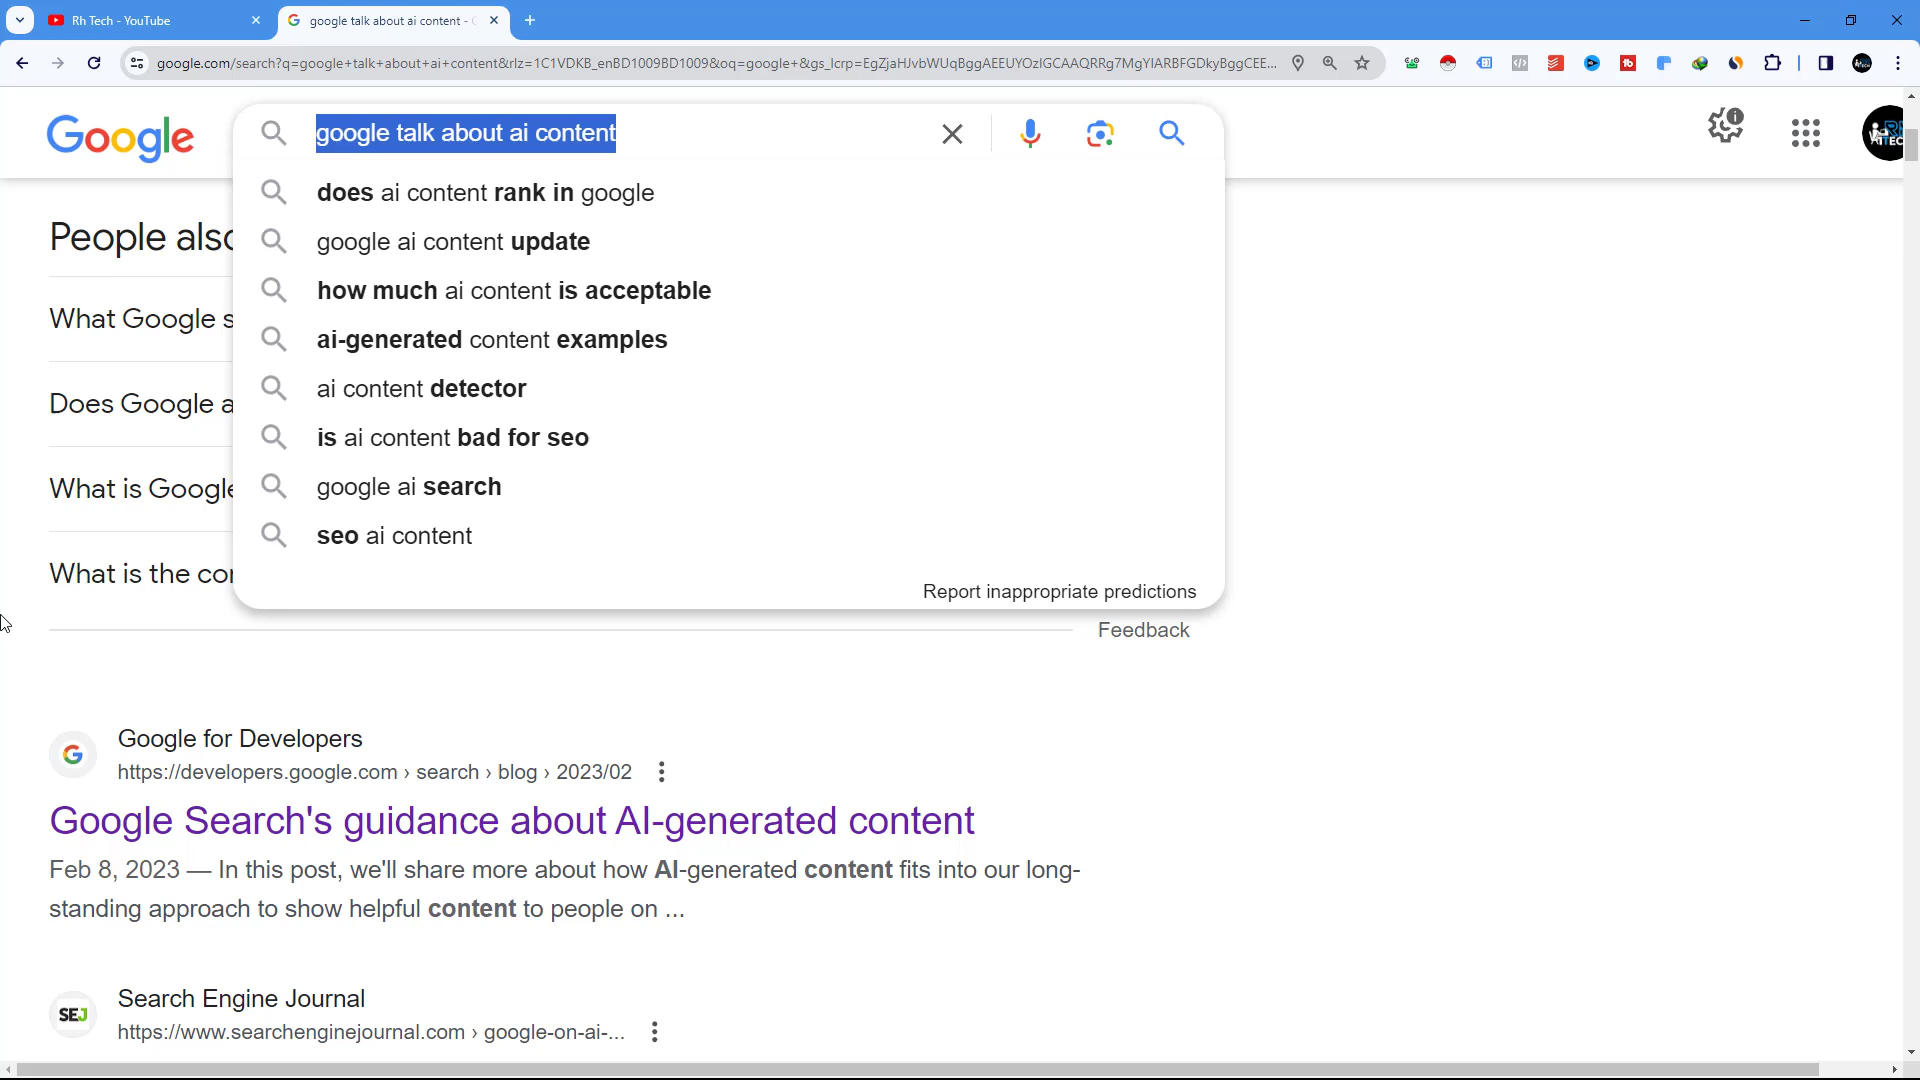 Rh Tech - YouTube
google talk about ai content -
google.com/search?q=google+talk+about+ai+content&rlz=1C1VDKB_enBD1009BD1009&oq=google+&gs_lcrp=EgZjaHJvbWUqBggAEEUYOzIGCAAQRRg7MgYIARBFGDkyBggCEE...
Google
google talk about ai content
does ai content rank in google
People also
google ai content update
how much ai content is acceptable
What Google s
ai-generated content examples
ai content detector
Does Google a
is ai content bad for seo
google ai search
What is Google
seo ai content
What is the con
Report inappropriate predictions
Feedback
Google for Developers
https://developers.google.com › search › blog › 2023/02
Google Search's guidance about AI-generated content
Feb 8, 2023 — In this post, we'll share more about how AI-generated content fits into our long-
standing approach to show helpful content to people on ...
SEJ
Search Engine Journal
https://www.searchenginejournal.com › google-on-ai-...